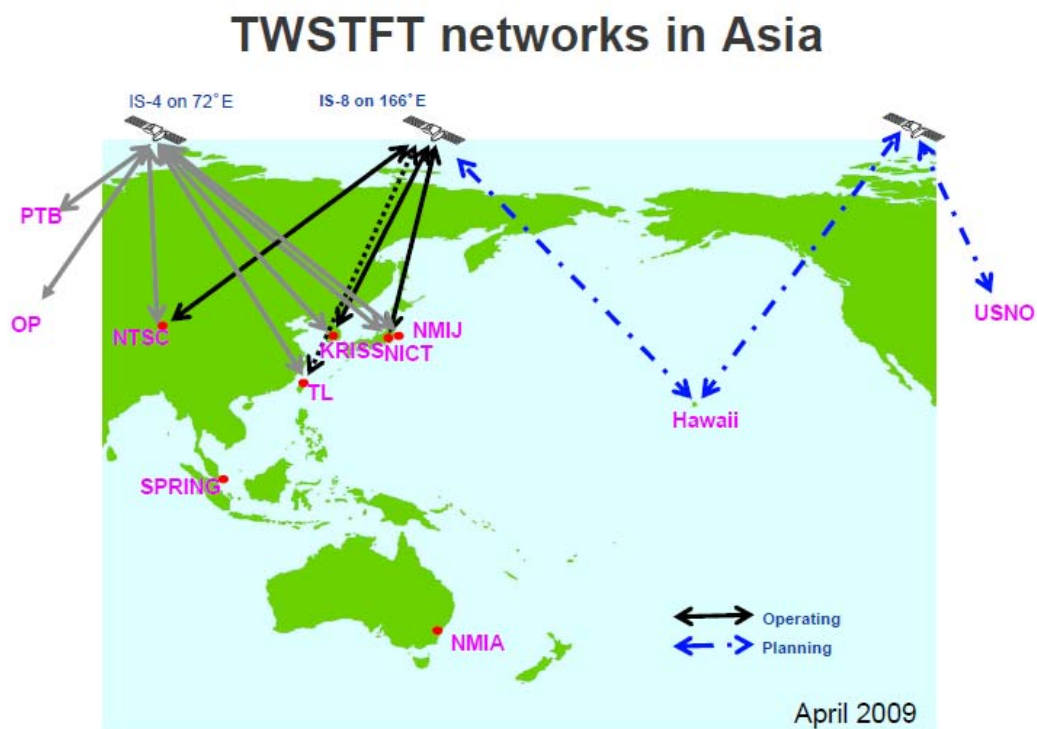 TWSTFT networks in Asia
IS-4 on 72°E
IS-8 on 166°E
PTB
OP
NTSC
KRISS
NICT
NMIJ
USNO
TL
Hawaii
SPRING
NMIA
Operating
Planning
April 2009